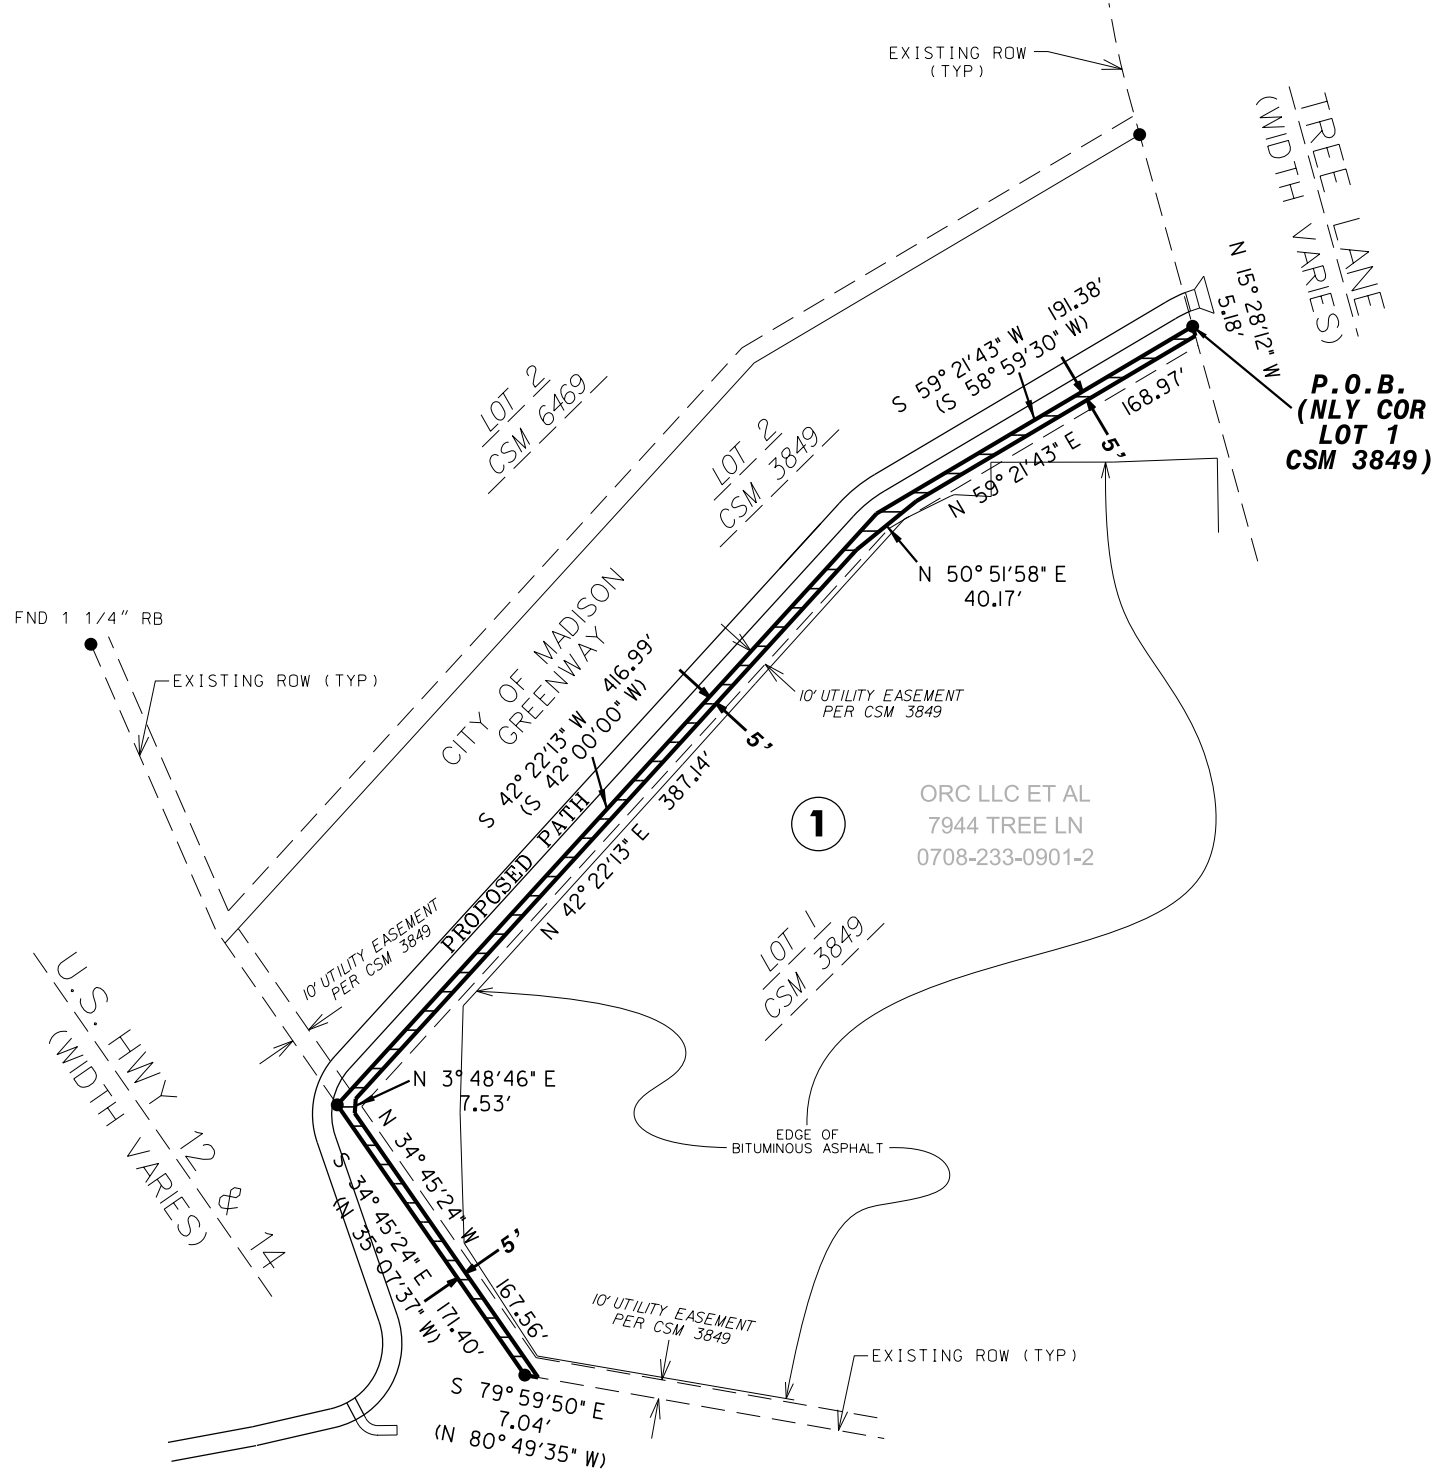 EXISTING ROW
(TYP)
TREE LANE
(WIDTH VARIES)
N 15° 28'12" W
5.18'
S 59° 21'43" W 191.38'
(S 58° 59'30" W)
168.97'
N 59° 21'43" E
5'
P.O.B.
(NLY COR
LOT 1
CSM 3849)
LOT 2
CSM 6469
LOT 2
CSM 3849
N 50° 51'58" E
40.17'
FND 1 1/4" RB
EXISTING ROW (TYP)
CITY OF MADISON
GREENWAY
S 42° 22'13" W 416.99'
(S 42° 00'00" W)
10' UTILITY EASEMENT
PER CSM 3849
5'
N 42° 22'13" E 387.14'
PROPOSED PATH
1
ORC LLC ET AL
7944 TREE LN
0708-233-0901-2
10' UTILITY EASEMENT
PER CSM 3849
LOT 1
CSM 3849
U.S. HWY 12 & 14
(WIDTH VARIES)
N 3° 48'46" E
7.53'
EDGE OF
BITUMINOUS ASPHALT
N 34° 45'24" W 167.56'
S 34° 45'24" E 171.40'
(N 35° 07'37" W)
5'
10' UTILITY EASEMENT
PER CSM 3849
EXISTING ROW (TYP)
S 79° 59'50" E
7.04'
(N 80° 49'35" W)